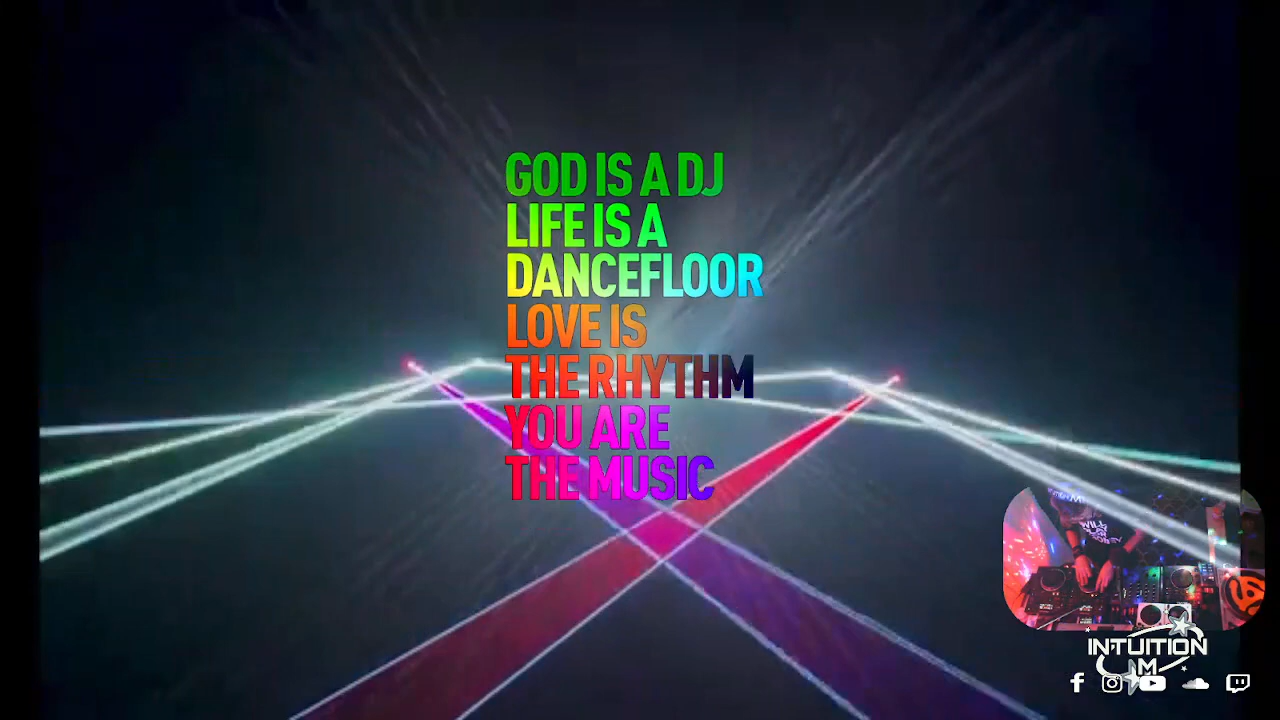 GOD IS A DJ
LIFE IS A
DANCEFLOOR
LOVE IS
THE RHYTHM
YOU ARE
THE MUSIC
INTUITION
M